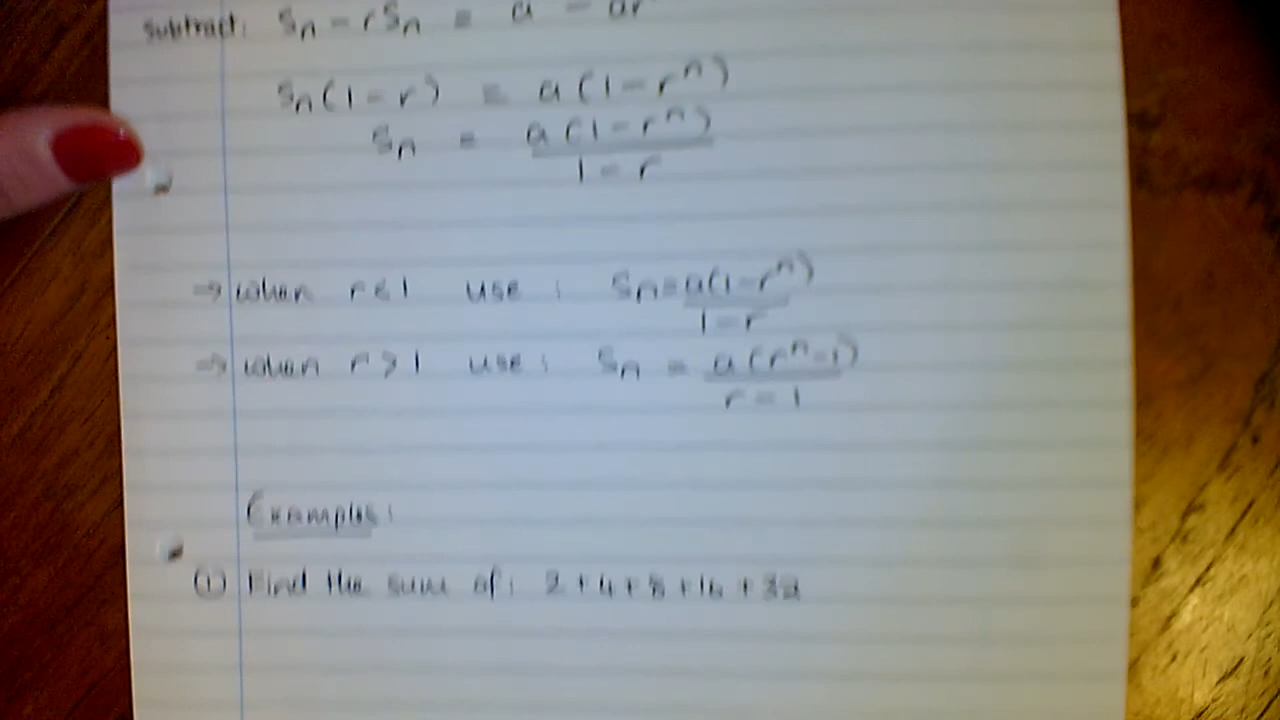 Subtract: Sn - rSn = a - ar
Sn(1-r) = a(1-r^n)
Sn = a(1-r^n)
1-r
→ when r<1 use: Sn=a(1-r^n)
1-r
→ when r>1 use: Sn = a(r^n-1)
r-1
Examples:
(1) Find the sum of: 2+4+8+16+32